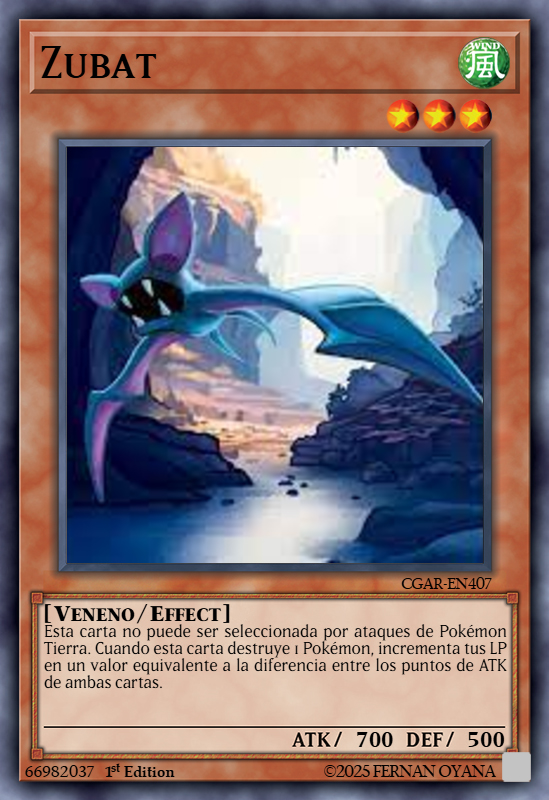 ZUBAT
WIND
風
CGAR-EN407
[VENENO/EFFECT]
Esta carta no puede ser seleccionada por ataques de Pokémon
Tierra. Cuando esta carta destruye 1 Pokémon, incrementa tus LP
en un valor equivalente a la diferencia entre los puntos de ATK
de ambas cartas.
ATK/ 700 DEF/ 500
66982037 1st Edition ©2025 FERNAN OYANA